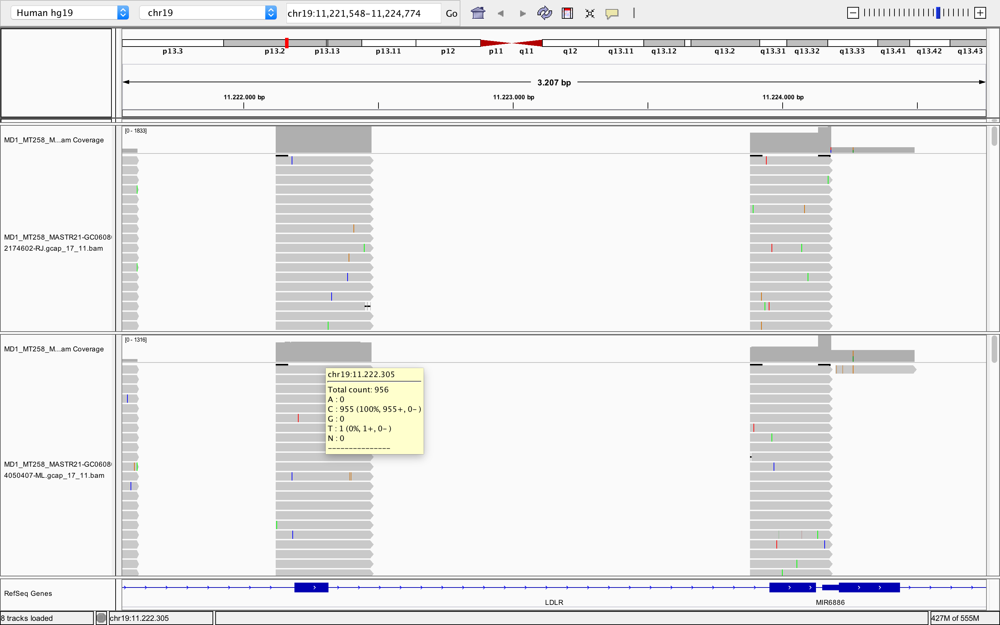 Human hg19 chr19 chr19:11,221,548-11,224,774 Go
p13.3 p13.2 p13.13 p13.11 p12 p11 q11 q12 q13.11 q13.12 q13.2 q13.31 q13.32 q13.33 q13.41 q13.42 q13.43
3.207 bp
11.222.000 bp 11.223.000 bp 11.224.000 bp
[0 - 1833]
MD1_MT258_M...am Coverage
MD1_MT258_MASTR21-GC0608
2174602-RJ.gcap_17_11.bam
[0 - 1316]
MD1_MT258_M...am Coverage
chr19:11.222.305
Total count: 956
A : 0
C : 955 (100%, 955+, 0- )
G : 0
T : 1 (0%, 1+, 0- )
N : 0
---------------
MD1_MT258_MASTR21-GC0608
4050407-ML.gcap_17_11.bam
RefSeq Genes
LDLR MIR6886
8 tracks loaded chr19:11.222.305 427M of 555M